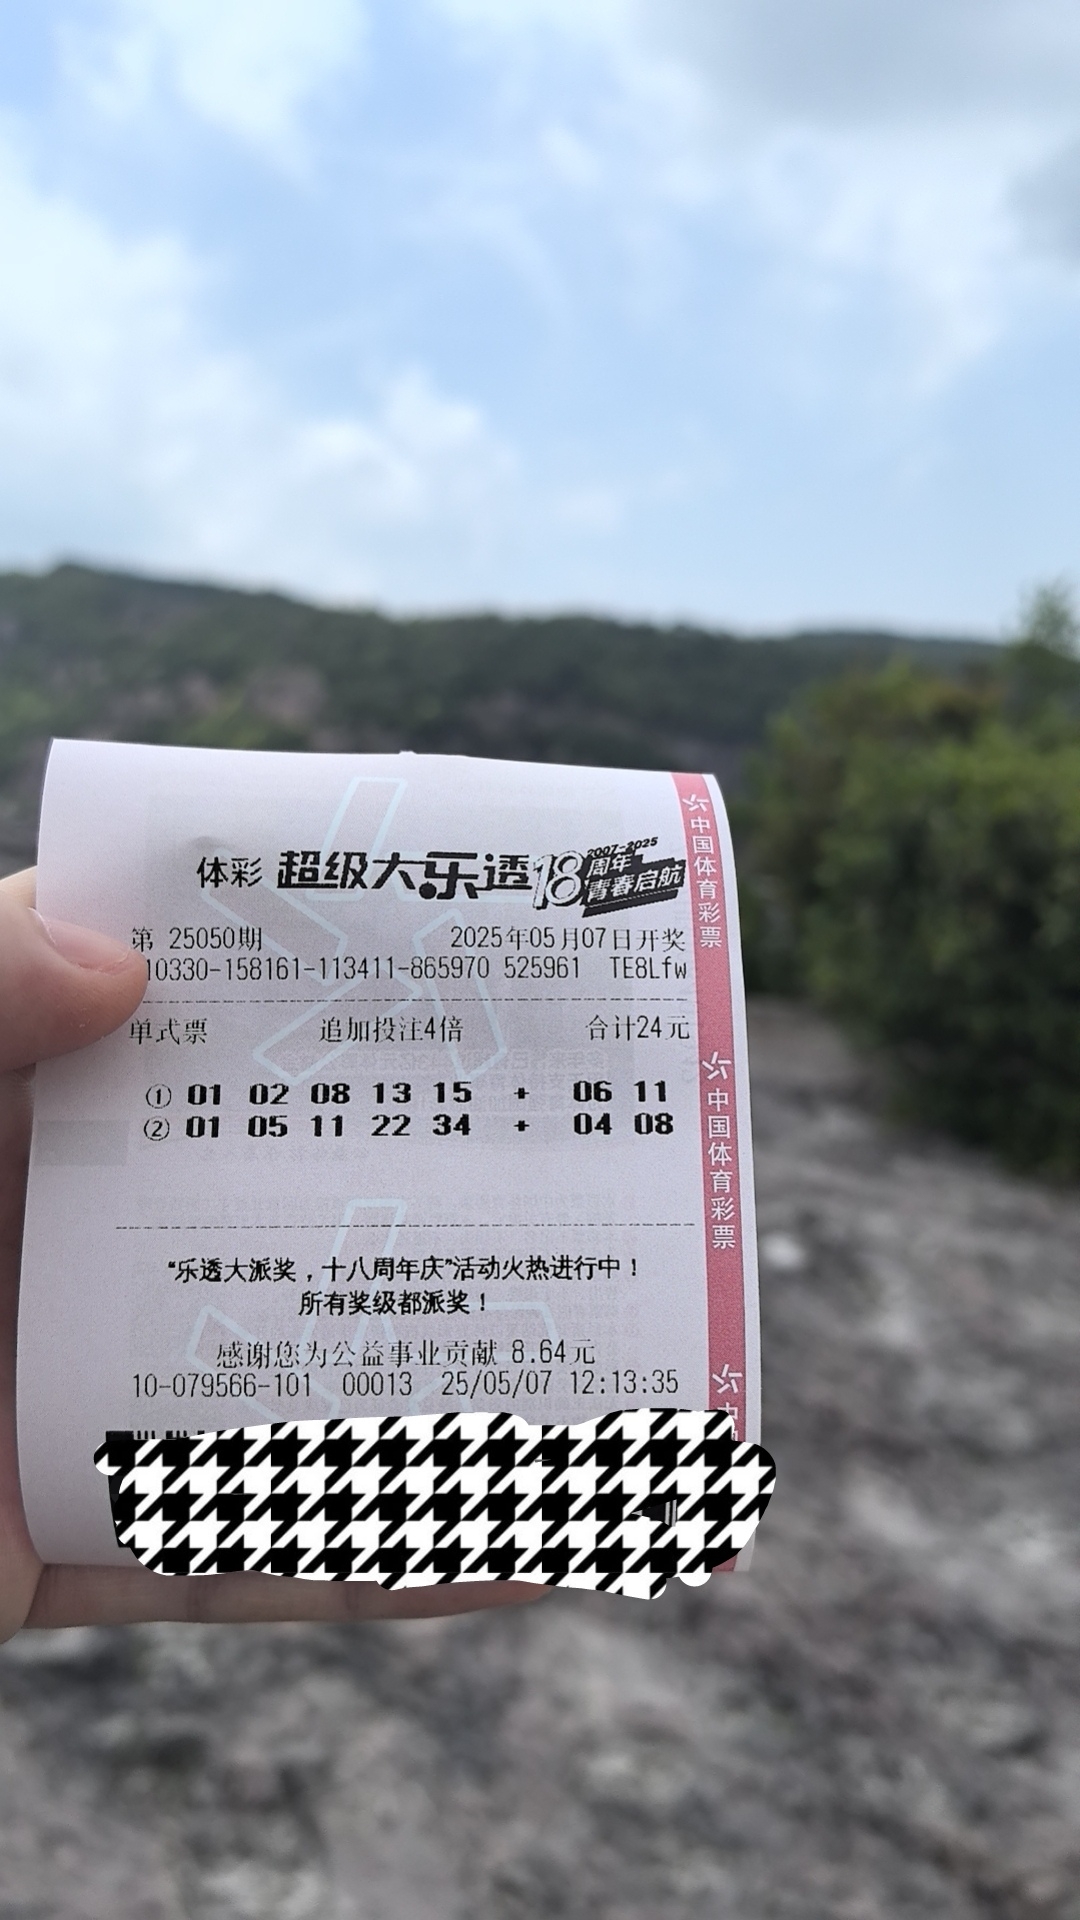 体彩 超级大乐透 18周年 2007-2025 青春启航
第 25050期 2025年05月07日开奖
10330-158161-113411-865970 525961 TE8Lfw
单式票 追加投注4倍 合计24元
① 01 02 08 13 15 + 06 11
② 01 05 11 22 34 + 04 08
“乐透大派奖，十八周年庆”活动火热进行中！
所有奖级都派奖！
感谢您为公益事业贡献 8.64元
10-079566-101 00013 25/05/07 12:13:35
中国体育彩票
中国体育彩票
中